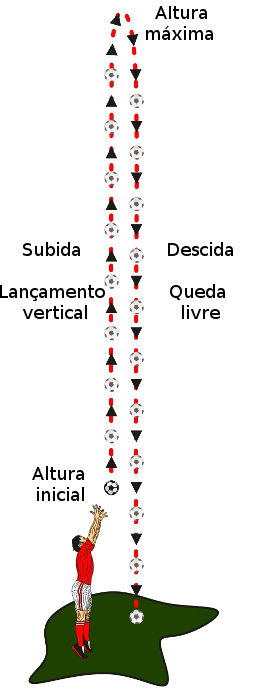 Altura
máxima
Subida
Descida
Lançamento
vertical
Queda
livre
Altura
inicial